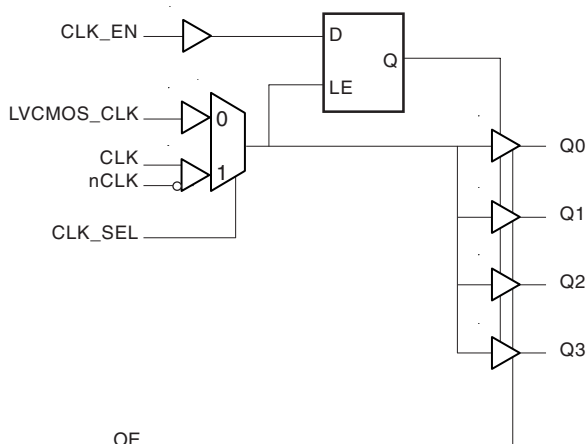 CLK_EN
D
Q
LE
LVCMOS_CLK
0
CLK
nCLK
1
CLK_SEL
Q0
Q1
Q2
Q3
OE